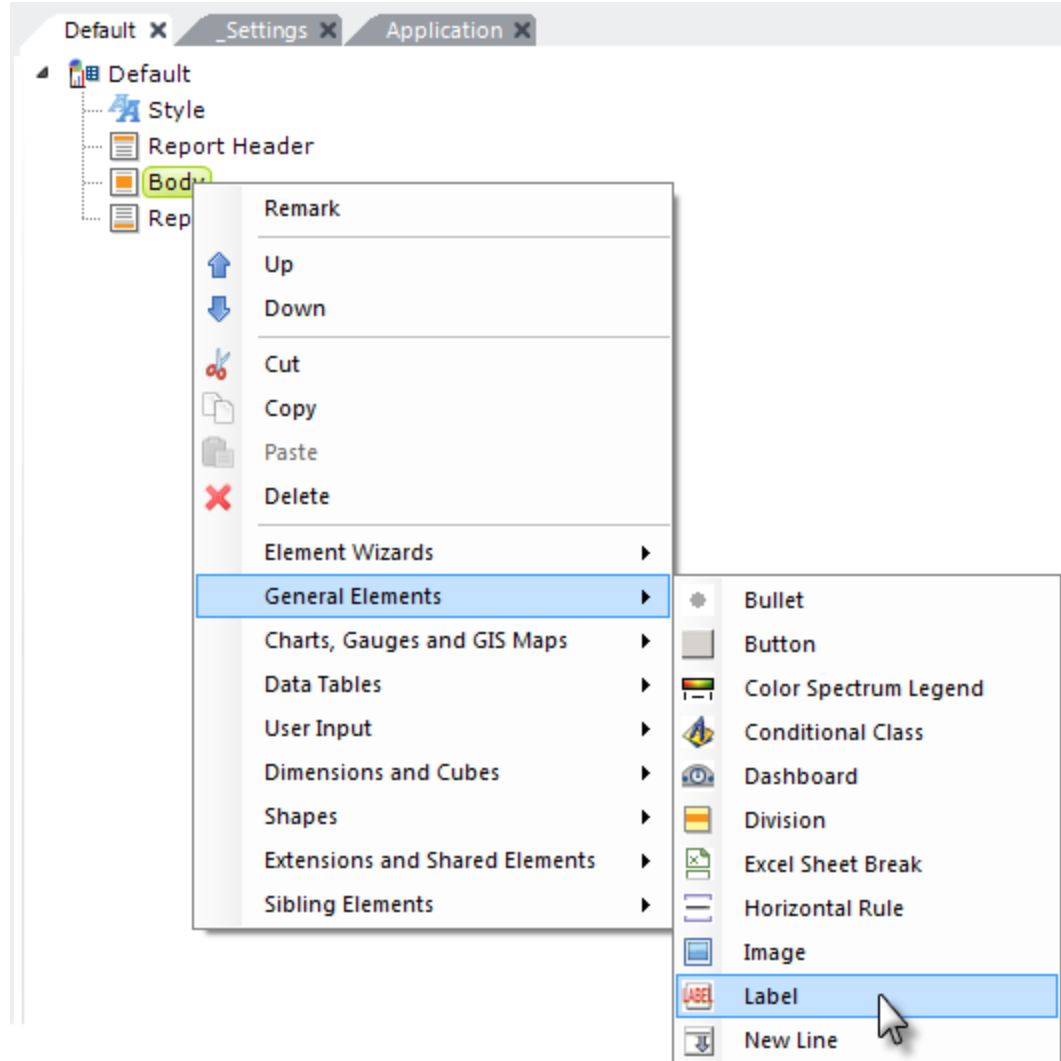 Default
_Settings
Application
Default
Style
Report Header
Body
Rep
Remark
Up
Down
Cut
Copy
Paste
Delete
Element Wizards
General Elements
Charts, Gauges and GIS Maps
Data Tables
User Input
Dimensions and Cubes
Shapes
Extensions and Shared Elements
Sibling Elements
Bullet
Button
Color Spectrum Legend
Conditional Class
Dashboard
Division
Excel Sheet Break
Horizontal Rule
Image
LABEL Label
New Line